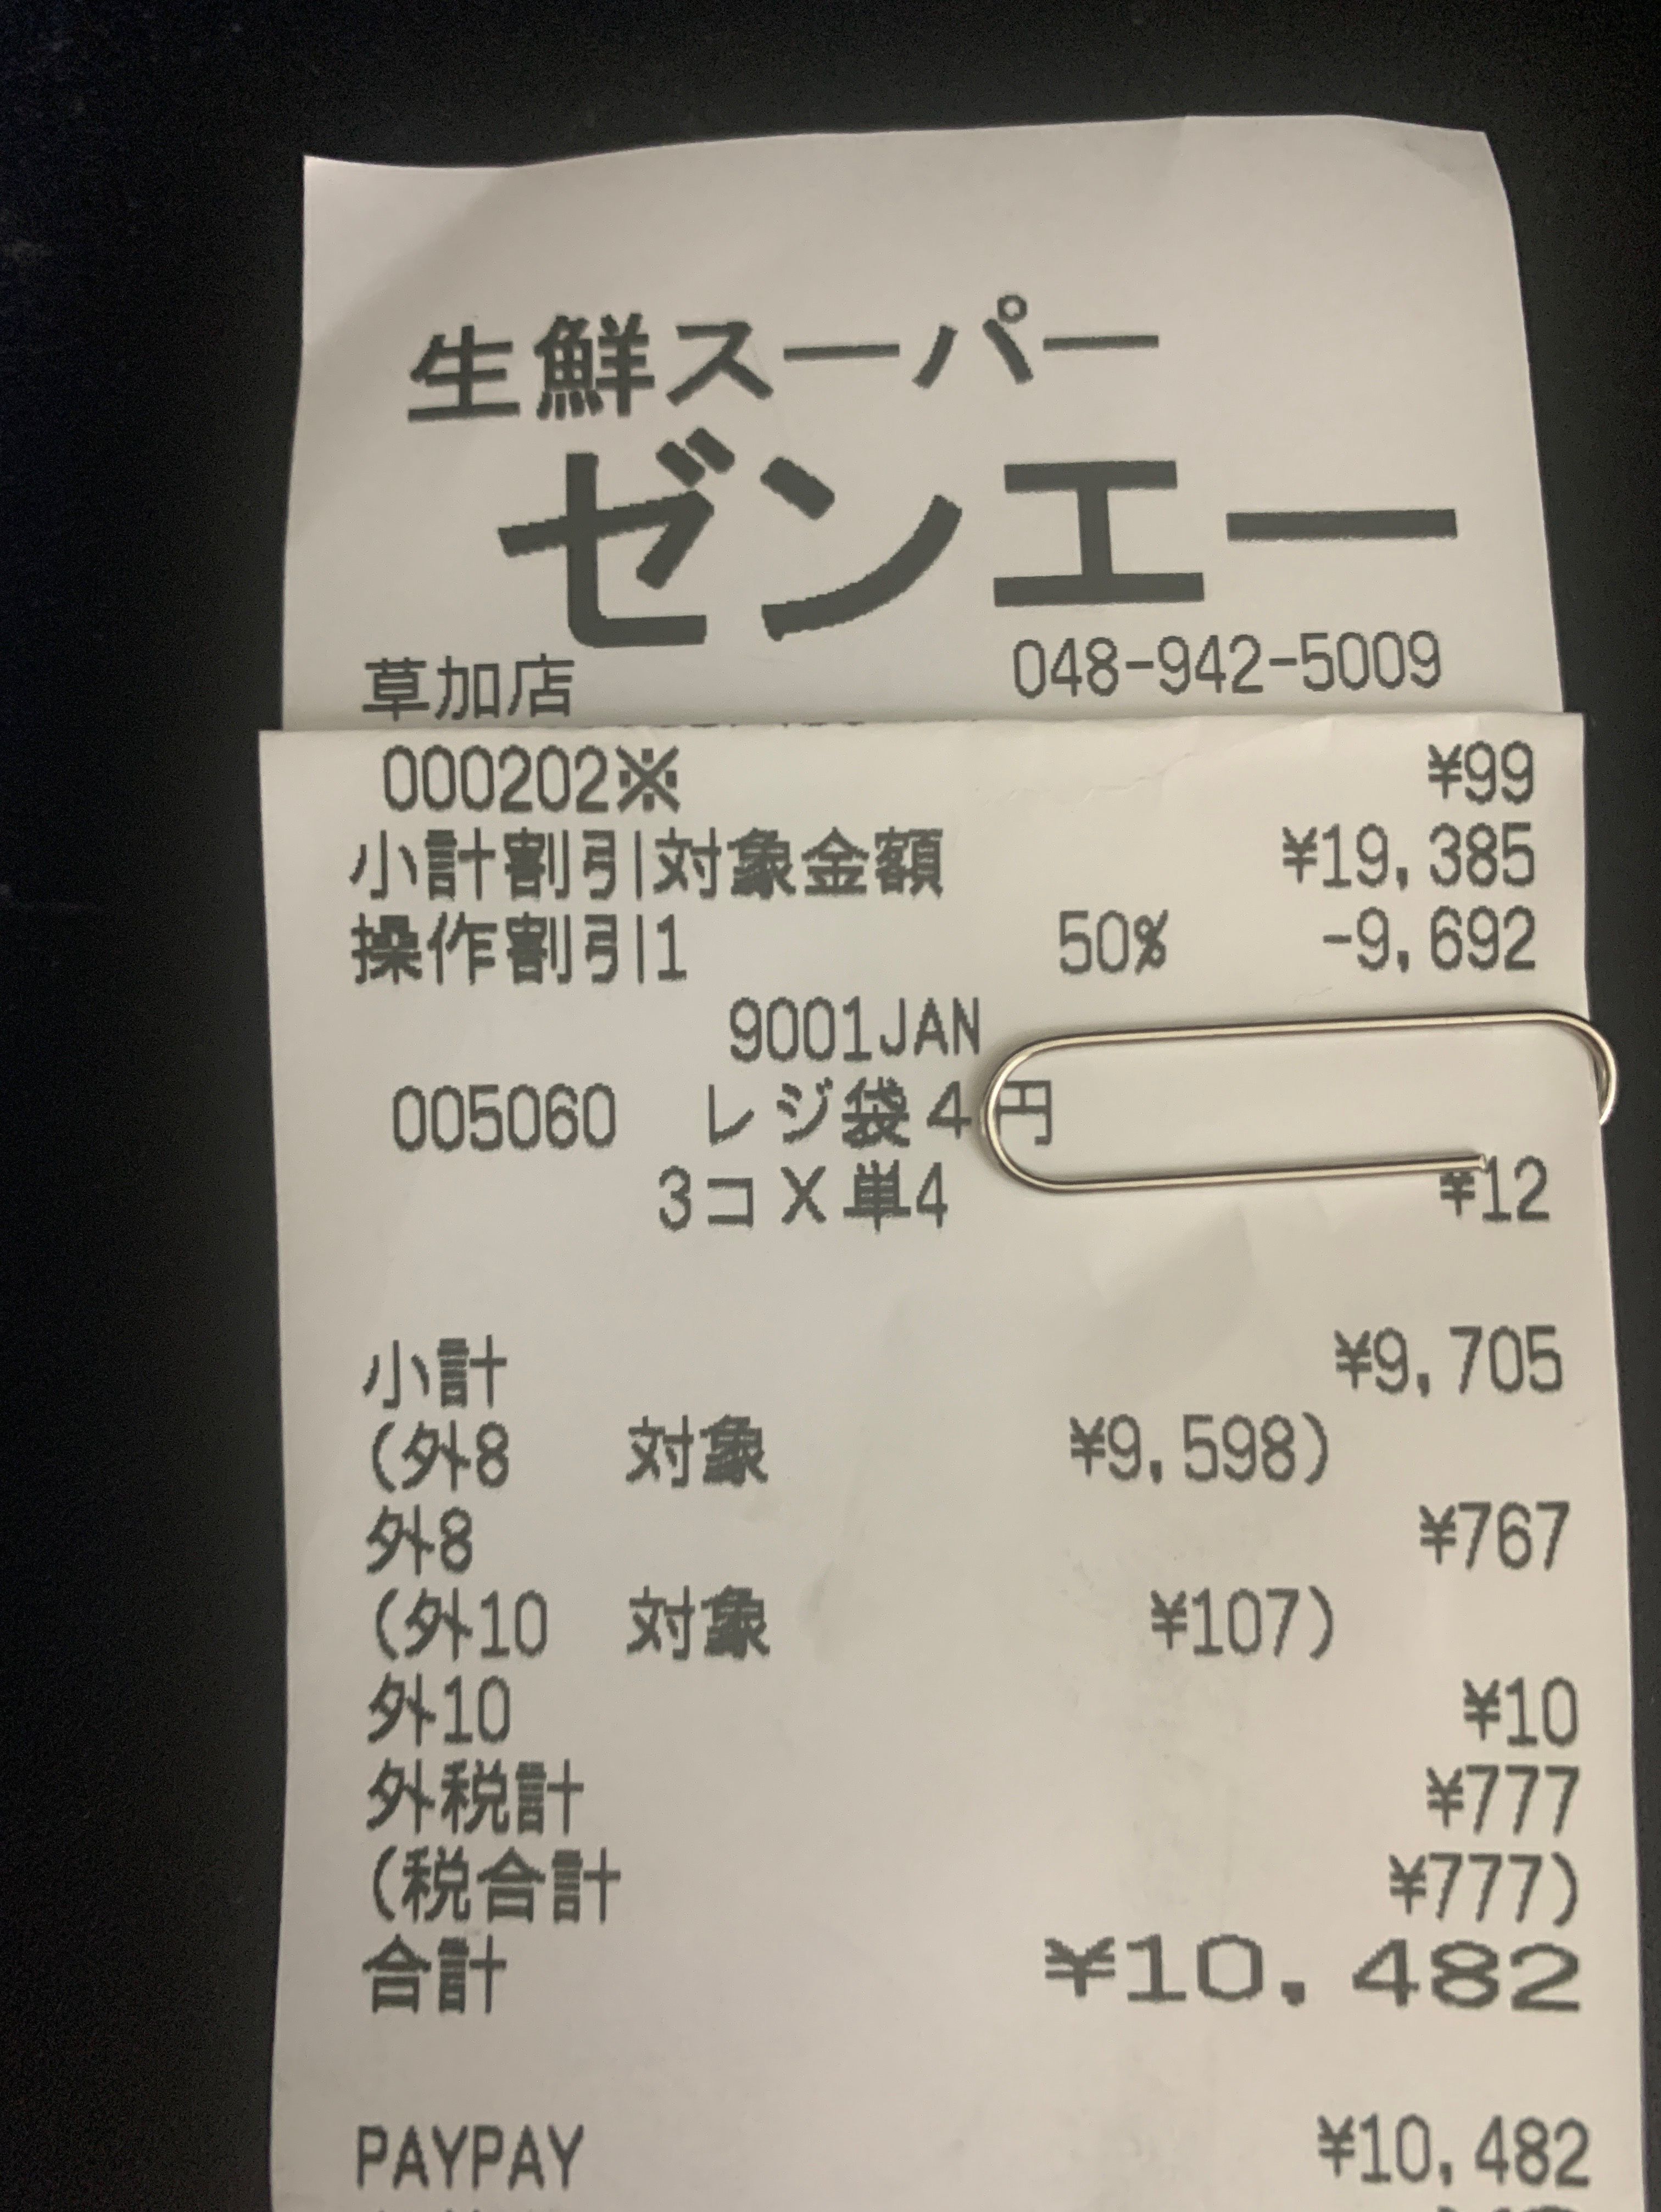 生鮮スーパー
ゼンエー
草加店 048-942-5009
000202※ ¥99
小計割引対象金額 ¥19,385
操作割引1 50% -9,692
9001JAN
005060 レジ袋4円
3コX単4 ¥12
小計 ¥9,705
(外8 対象 ¥9,598)
外8 ¥767
(外10 対象 ¥107)
外10 ¥10
外税計 ¥777
(税合計 ¥777)
合計 ¥10,482
PAYPAY ¥10,482